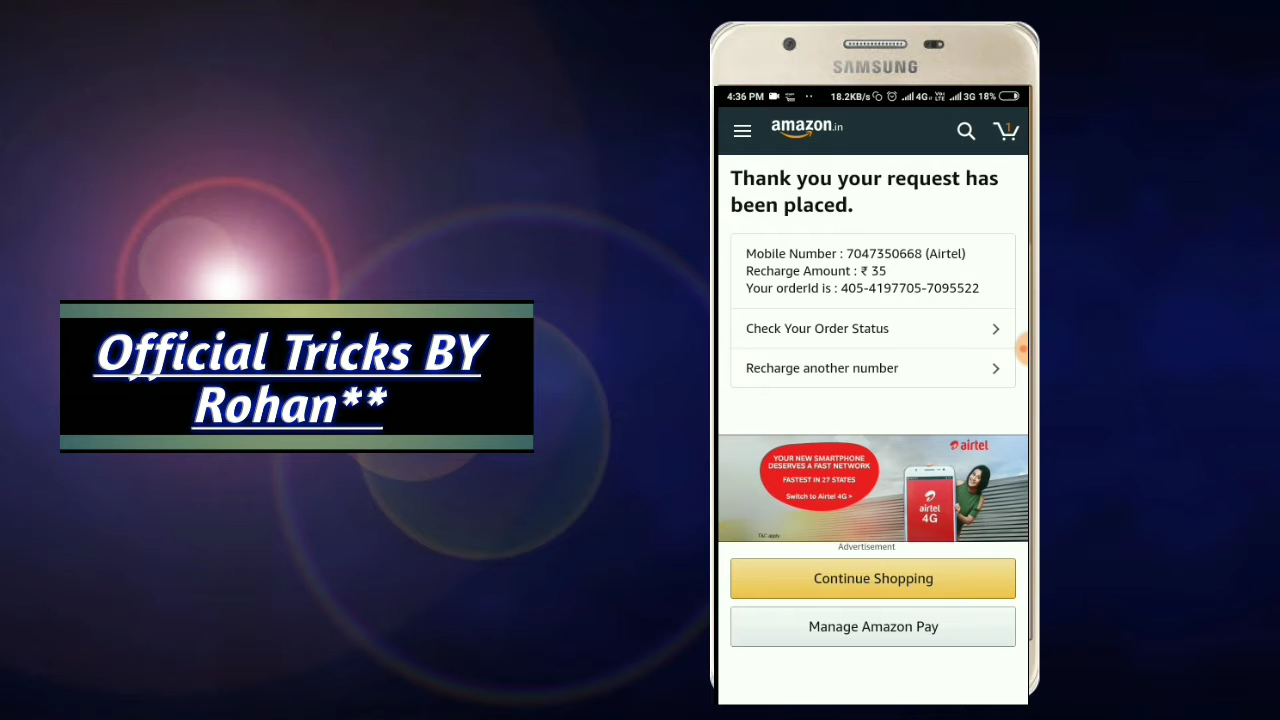 Official Tricks BY
Rohan**
SAMSUNG
4:36 PM 18.2KB/s 4G 3G 18%
amazon.in
1
Thank you your request has
been placed.
Mobile Number : 7047350668 (Airtel)
Recharge Amount : ₹ 35
Your orderId is : 405-4197705-7095522
Check Your Order Status
Recharge another number
airtel
YOUR NEW SMARTPHONE
DESERVES A FAST NETWORK
FASTEST IN 27 STATES
Switch to Airtel 4G >
airtel
4G
T&C apply
Advertisement
Continue Shopping
Manage Amazon Pay